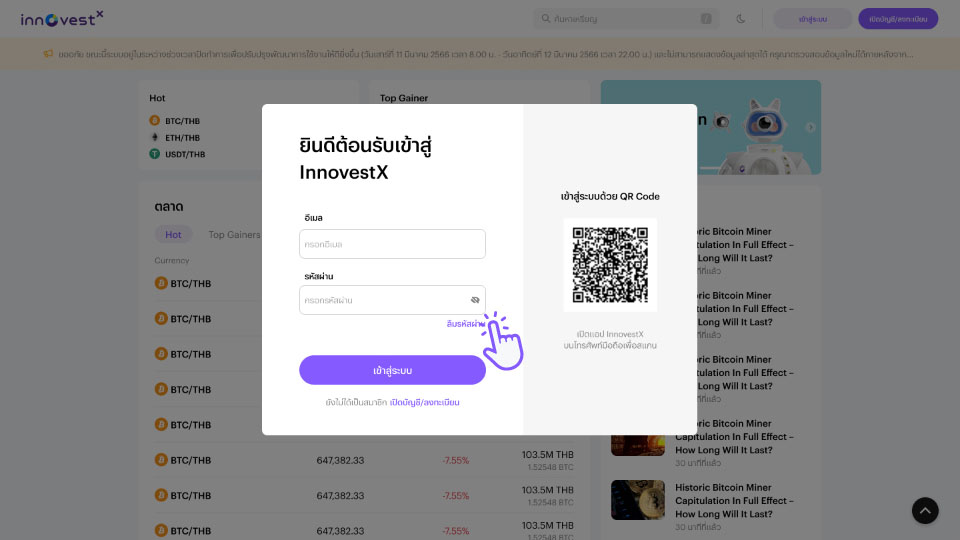 innovestx
ค้นหาเหรียญ
/
เข้าสู่ระบบ
เปิดบัญชี/ลงทะเบียน
ขออภัย ขณะนี้ระบบอยู่ในระหว่างช่วงเวลาปิดทำการเพื่อปรับปรุงพัฒนาการใช้งานให้ดียิ่งขึ้น (วันเสาร์ที่ 11 มีนาคม 2566 เวลา 8.00 น. - วันอาทิตย์ที่ 12 มีนาคม 2566 เวลา 22.00 น.) และไม่สามารถแสดงข้อมูลล่าสุดได้ กรุณาตรวจสอบข้อมูลใหม่ได้ภายหลังจาก...
Hot
BTC/THB
ETH/THB
USDT/THB
Top Gainer
ตลาด
Hot
Top Gainers
Currency
BTC/THB
BTC/THB
BTC/THB
BTC/THB
BTC/THB
BTC/THB 647,382.33 -7.55% 103.5M THB
1.52548 BTC
BTC/THB 647,382.33 -7.55% 103.5M THB
1.52548 BTC
BTC/THB 647,382.33 -7.55% 103.5M THB
1.52548 BTC
ยินดีต้อนรับเข้าสู่
InnovestX
อีเมล
กรอกอีเมล
รหัสผ่าน
กรอกรหัสผ่าน
ลืมรหัสผ่าน
เข้าสู่ระบบ
ยังไม่ได้เป็นสมาชิก เปิดบัญชี/ลงทะเบียน
เข้าสู่ระบบด้วย QR Code
เปิดแอป InnovestX
บนโทรศัพท์มือถือเพื่อสแกน
Bitcoin Miner
In Full Effect –
How Long Will It Last?
Bitcoin Miner
In Full Effect –
Long Will It Last?
Bitcoin Miner
In Full Effect –
Long Will It Last?
Historic Bitcoin Miner
Capitulation In Full Effect –
How Long Will It Last?
30 นาทีที่แล้ว
Historic Bitcoin Miner
Capitulation In Full Effect –
How Long Will It Last?
30 นาทีที่แล้ว